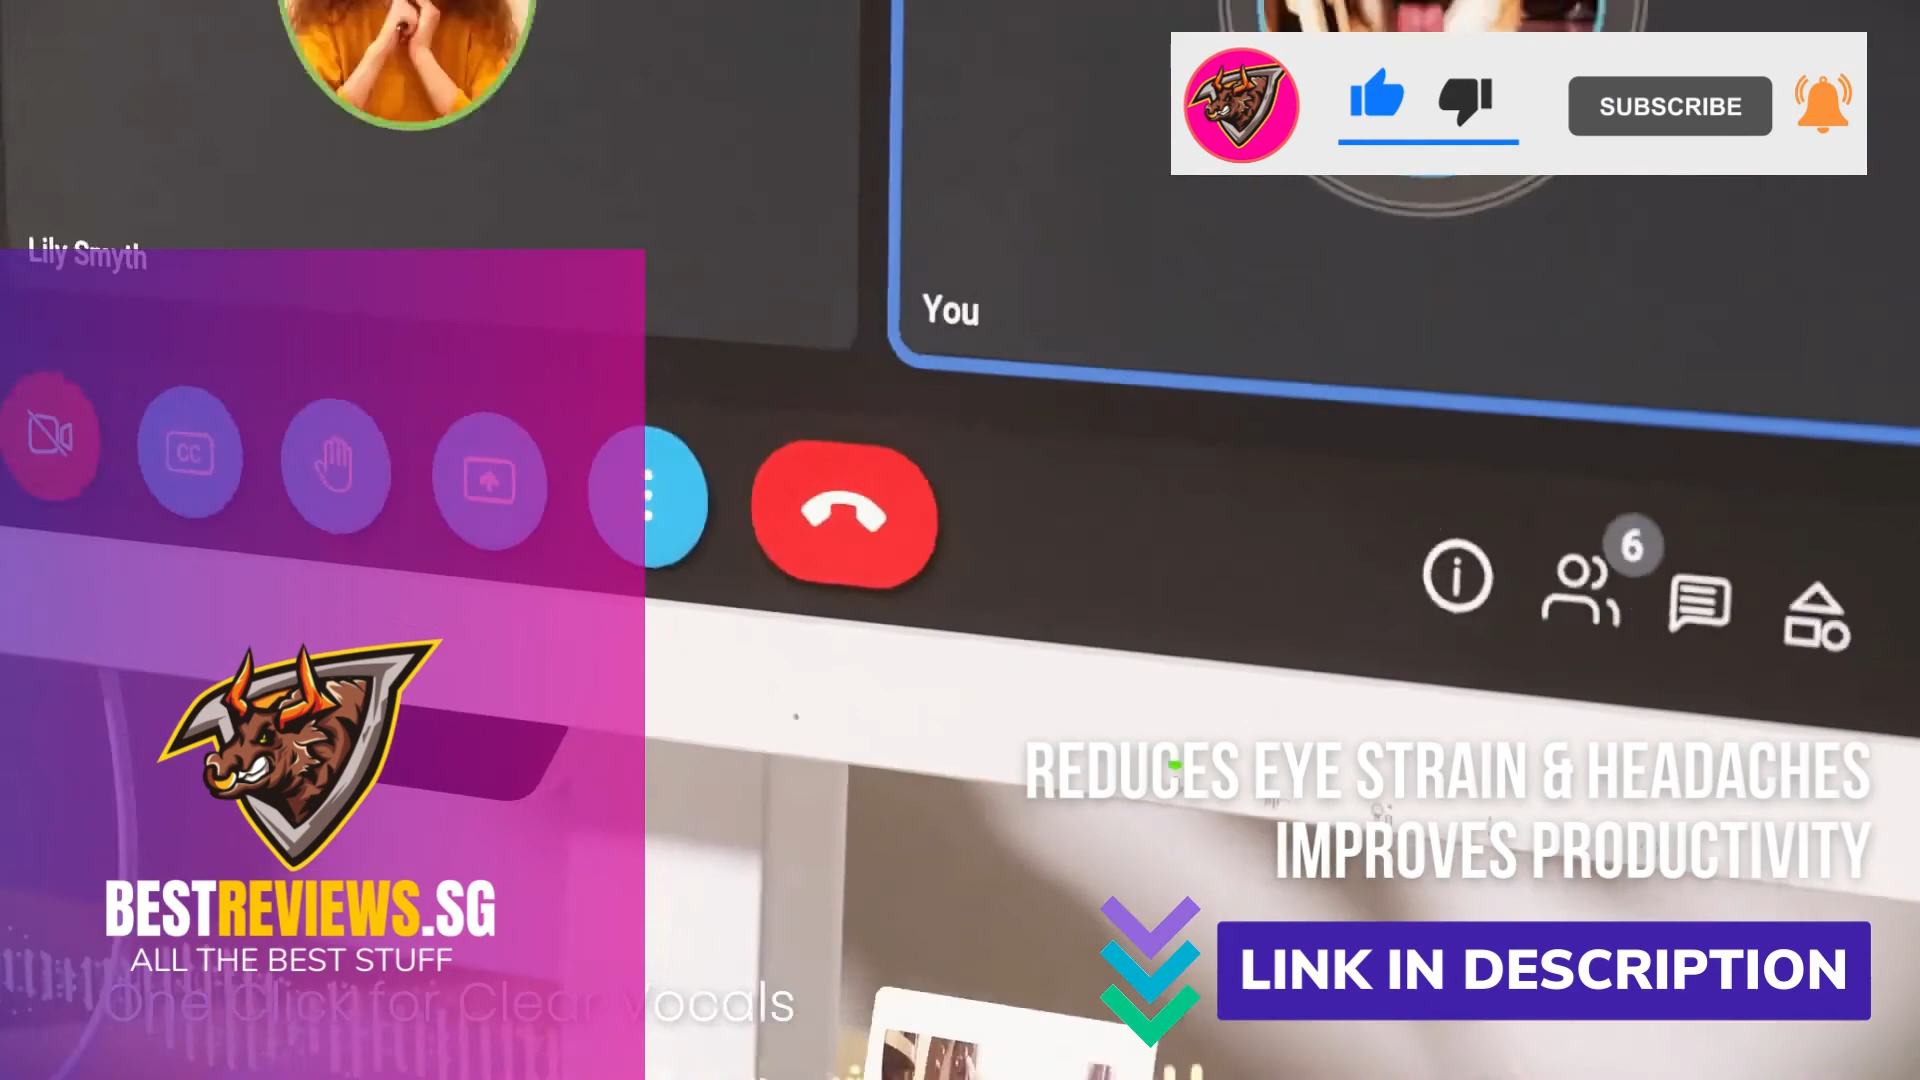 SUBSCRIBE
Lily Smyth
You
CC
6
REDUCES EYE STRAIN & HEADACHES
IMPROVES PRODUCTIVITY
BESTREVIEWS.SG
ALL THE BEST STUFF
One Click for Clear Vocals
LINK IN DESCRIPTION